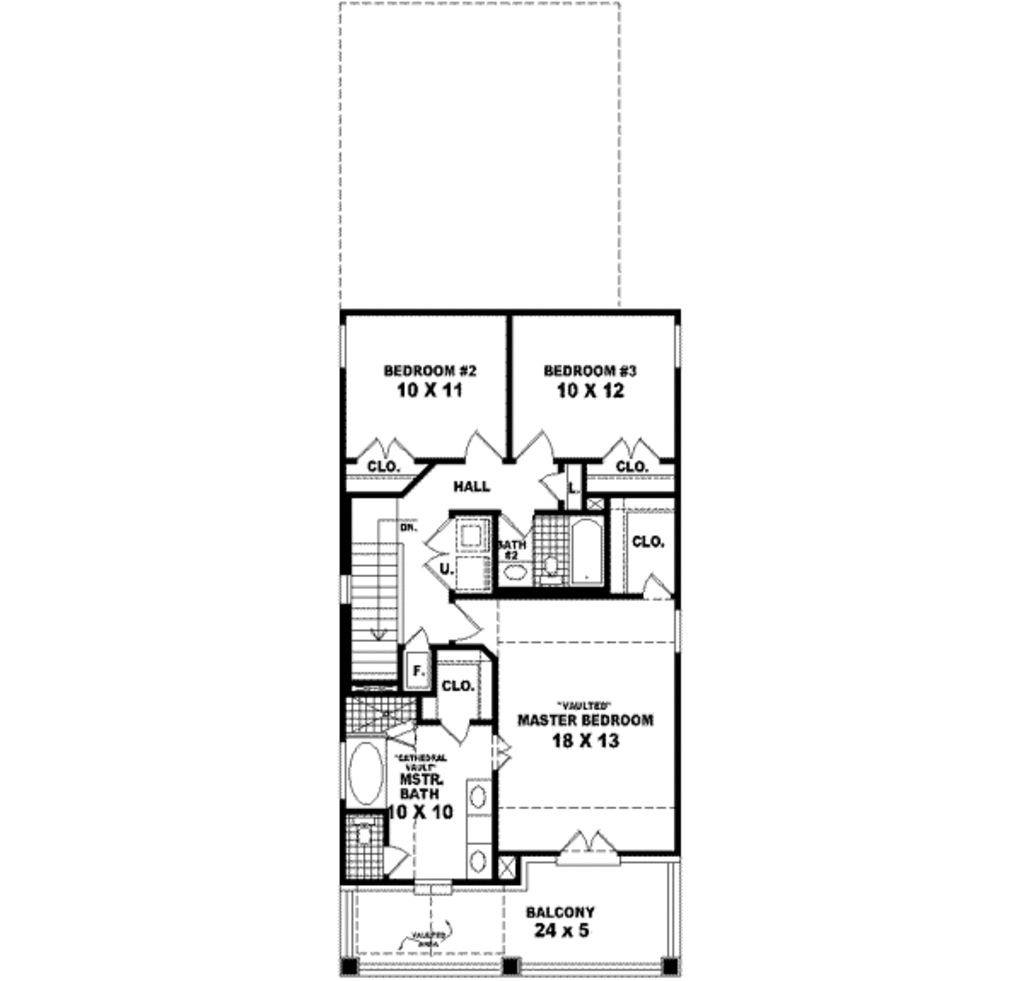 BEDROOM #2
10 X 11
BEDROOM #3
10 X 12
CLO.
CLO.
HALL
L.
DN.
BATH
#2
CLO.
U.
F.
CLO.
"VAULTED"
MASTER BEDROOM
18 X 13
"CATHEDRAL
VAULT"
MSTR.
BATH
10 X 10
BALCONY
24 x 5
VAULTED
AREA